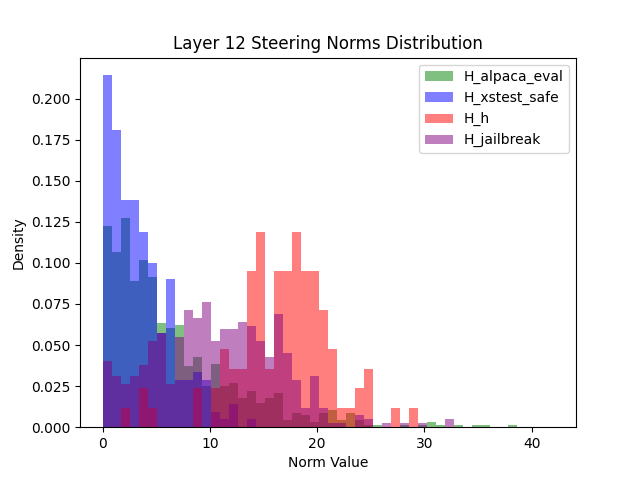 Layer 12 Steering Norms Distribution
H_alpaca_eval
H_xstest_safe
H_h
H_jailbreak
0.200
0.175
0.150
0.125
0.100
0.075
0.050
0.025
0.000
Density
0 10 20 30 40
Norm Value